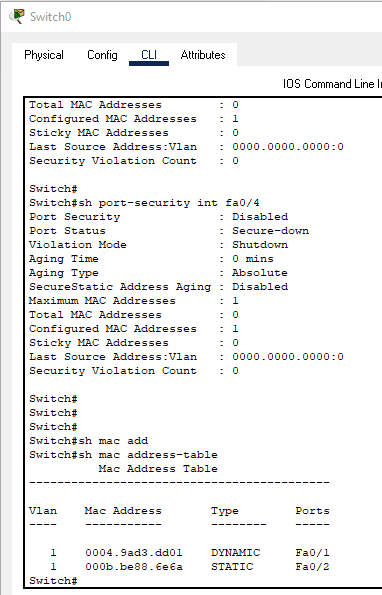 Switch0
Physical Config CLI Attributes
IOS Command Line In
Total MAC Addresses : 0
Configured MAC Addresses : 1
Sticky MAC Addresses : 0
Last Source Address:Vlan : 0000.0000.0000:0
Security Violation Count : 0
Switch#
Switch#sh port-security int fa0/4
Port Security : Disabled
Port Status : Secure-down
Violation Mode : Shutdown
Aging Time : 0 mins
Aging Type : Absolute
SecureStatic Address Aging : Disabled
Maximum MAC Addresses : 1
Total MAC Addresses : 0
Configured MAC Addresses : 1
Sticky MAC Addresses : 0
Last Source Address:Vlan : 0000.0000.0000:0
Security Violation Count : 0
Switch#
Switch#
Switch#
Switch#sh mac add
Switch#sh mac address-table
Mac Address Table
-------------------------------------------
Vlan Mac Address Type Ports
---- ----------- -------- -----
1 0004.9ad3.dd01 DYNAMIC Fa0/1
1 000b.be88.6e6a STATIC Fa0/2
Switch#